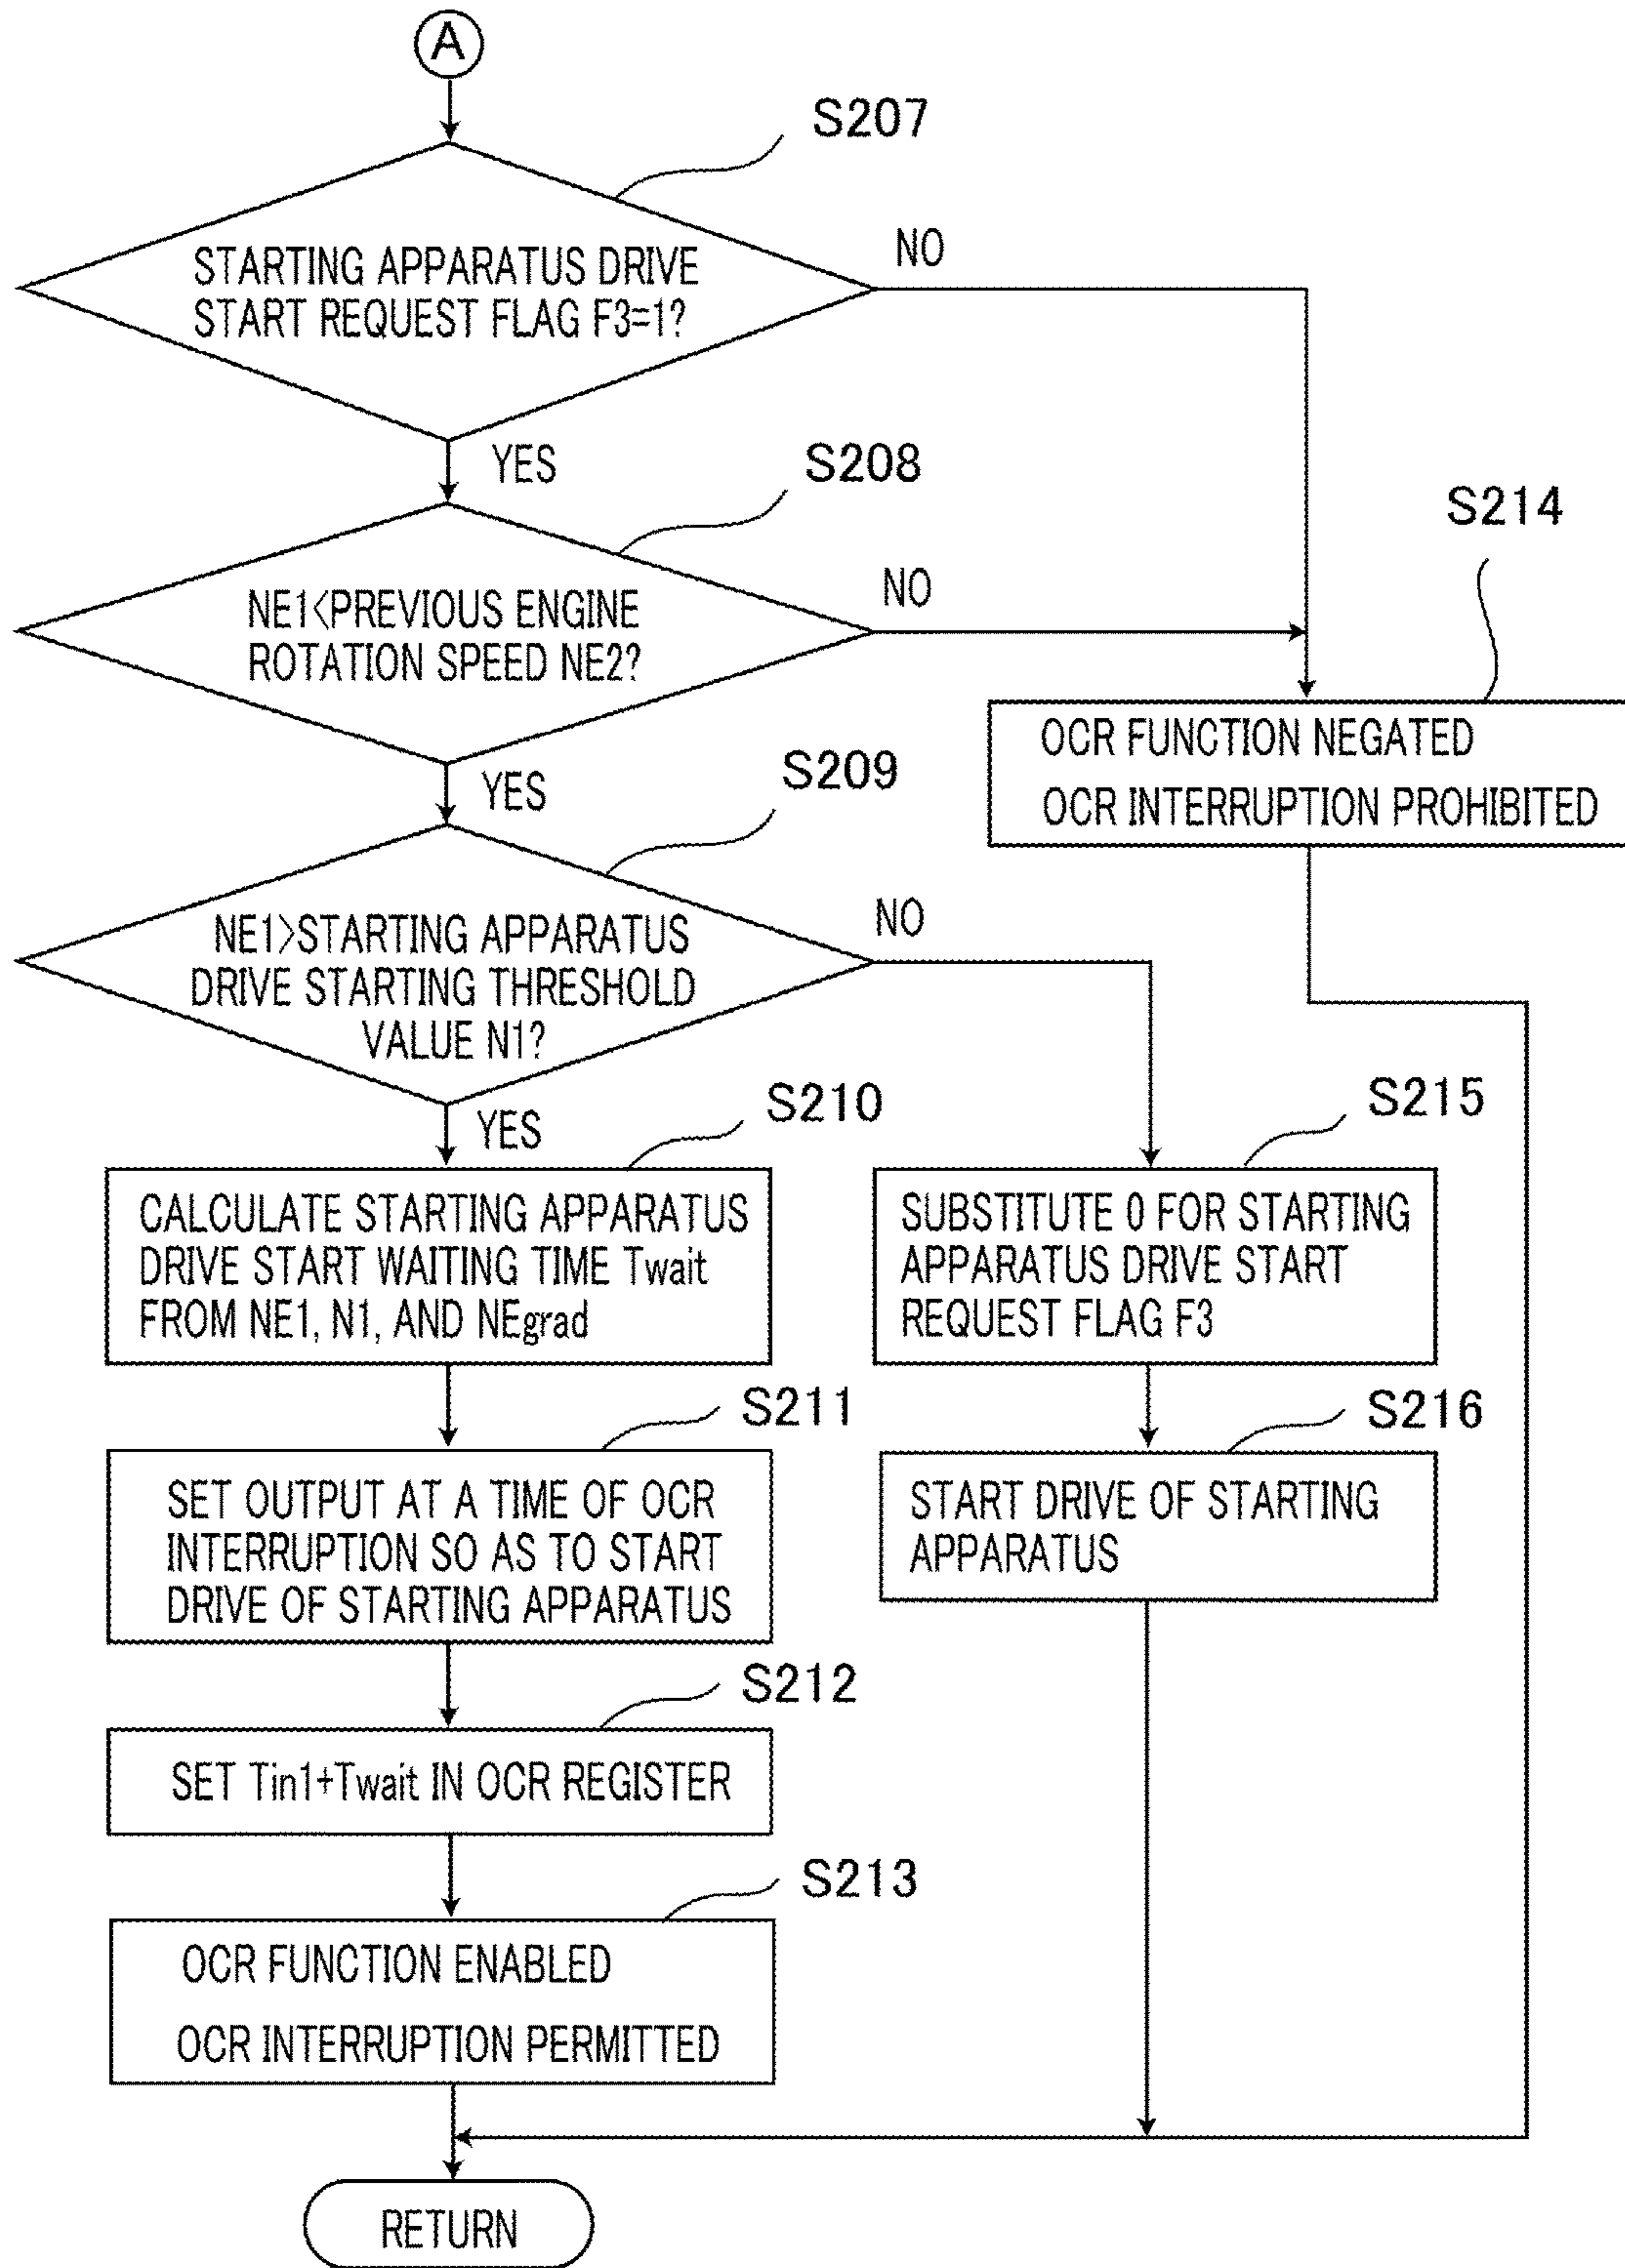 A
S207
STARTING APPARATUS DRIVE
START REQUEST FLAG F3=1?
NO
YES
S208
NE1<PREVIOUS ENGINE
ROTATION SPEED NE2?
NO
S214
OCR FUNCTION NEGATED
OCR INTERRUPTION PROHIBITED
YES
S209
NE1>STARTING APPARATUS
DRIVE STARTING THRESHOLD
VALUE N1?
NO
YES
S210
CALCULATE STARTING APPARATUS
DRIVE START WAITING TIME Twait
FROM NE1, N1, AND NEgrad
S215
SUBSTITUTE 0 FOR STARTING
APPARATUS DRIVE START
REQUEST FLAG F3
S211
SET OUTPUT AT A TIME OF OCR
INTERRUPTION SO AS TO START
DRIVE OF STARTING APPARATUS
S216
START DRIVE OF STARTING
APPARATUS
S212
SET Tin1+Twait IN OCR REGISTER
S213
OCR FUNCTION ENABLED
OCR INTERRUPTION PERMITTED
RETURN